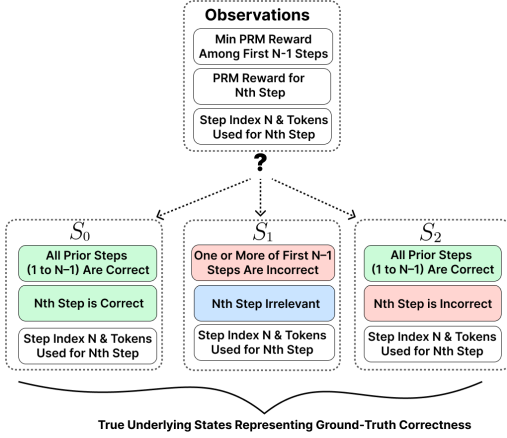 Observations
Min PRM Reward
Among First N-1 Steps
PRM Reward for
Nth Step
Step Index N & Tokens
Used for Nth Step
?
S0
All Prior Steps
(1 to N–1) Are Correct
Nth Step is Correct
Step Index N & Tokens
Used for Nth Step
S1
One or More of First N–1
Steps Are Incorrect
Nth Step Irrelevant
Step Index N & Tokens
Used for Nth Step
S2
All Prior Steps
(1 to N–1) Are Correct
Nth Step is Incorrect
Step Index N & Tokens
Used for Nth Step
True Underlying States Representing Ground-Truth Correctness